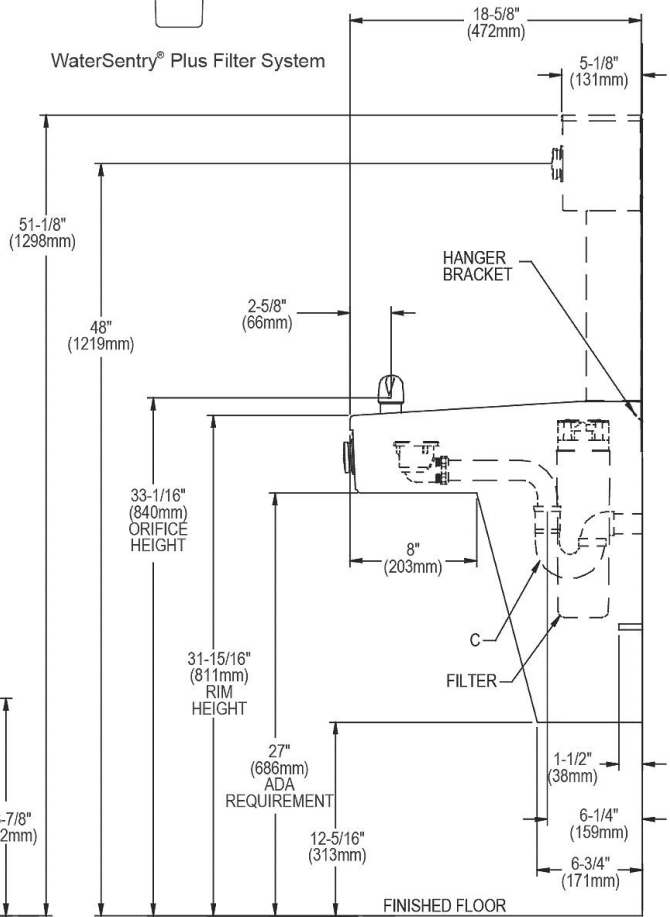 WaterSentry® Plus Filter System
18-5/8"
(472mm)
5-1/8"
(131mm)
51-1/8"
(1298mm)
HANGER
BRACKET
2-5/8"
(66mm)
48"
(1219mm)
33-1/16"
(840mm)
ORIFICE
HEIGHT
8"
(203mm)
C
31-15/16"
(811mm)
RIM
HEIGHT
FILTER
27"
(686mm)
ADA
REQUIREMENT
1-1/2"
(38mm)
-7/8"
2mm)
6-1/4"
(159mm)
12-5/16"
(313mm)
6-3/4"
(171mm)
FINISHED FLOOR